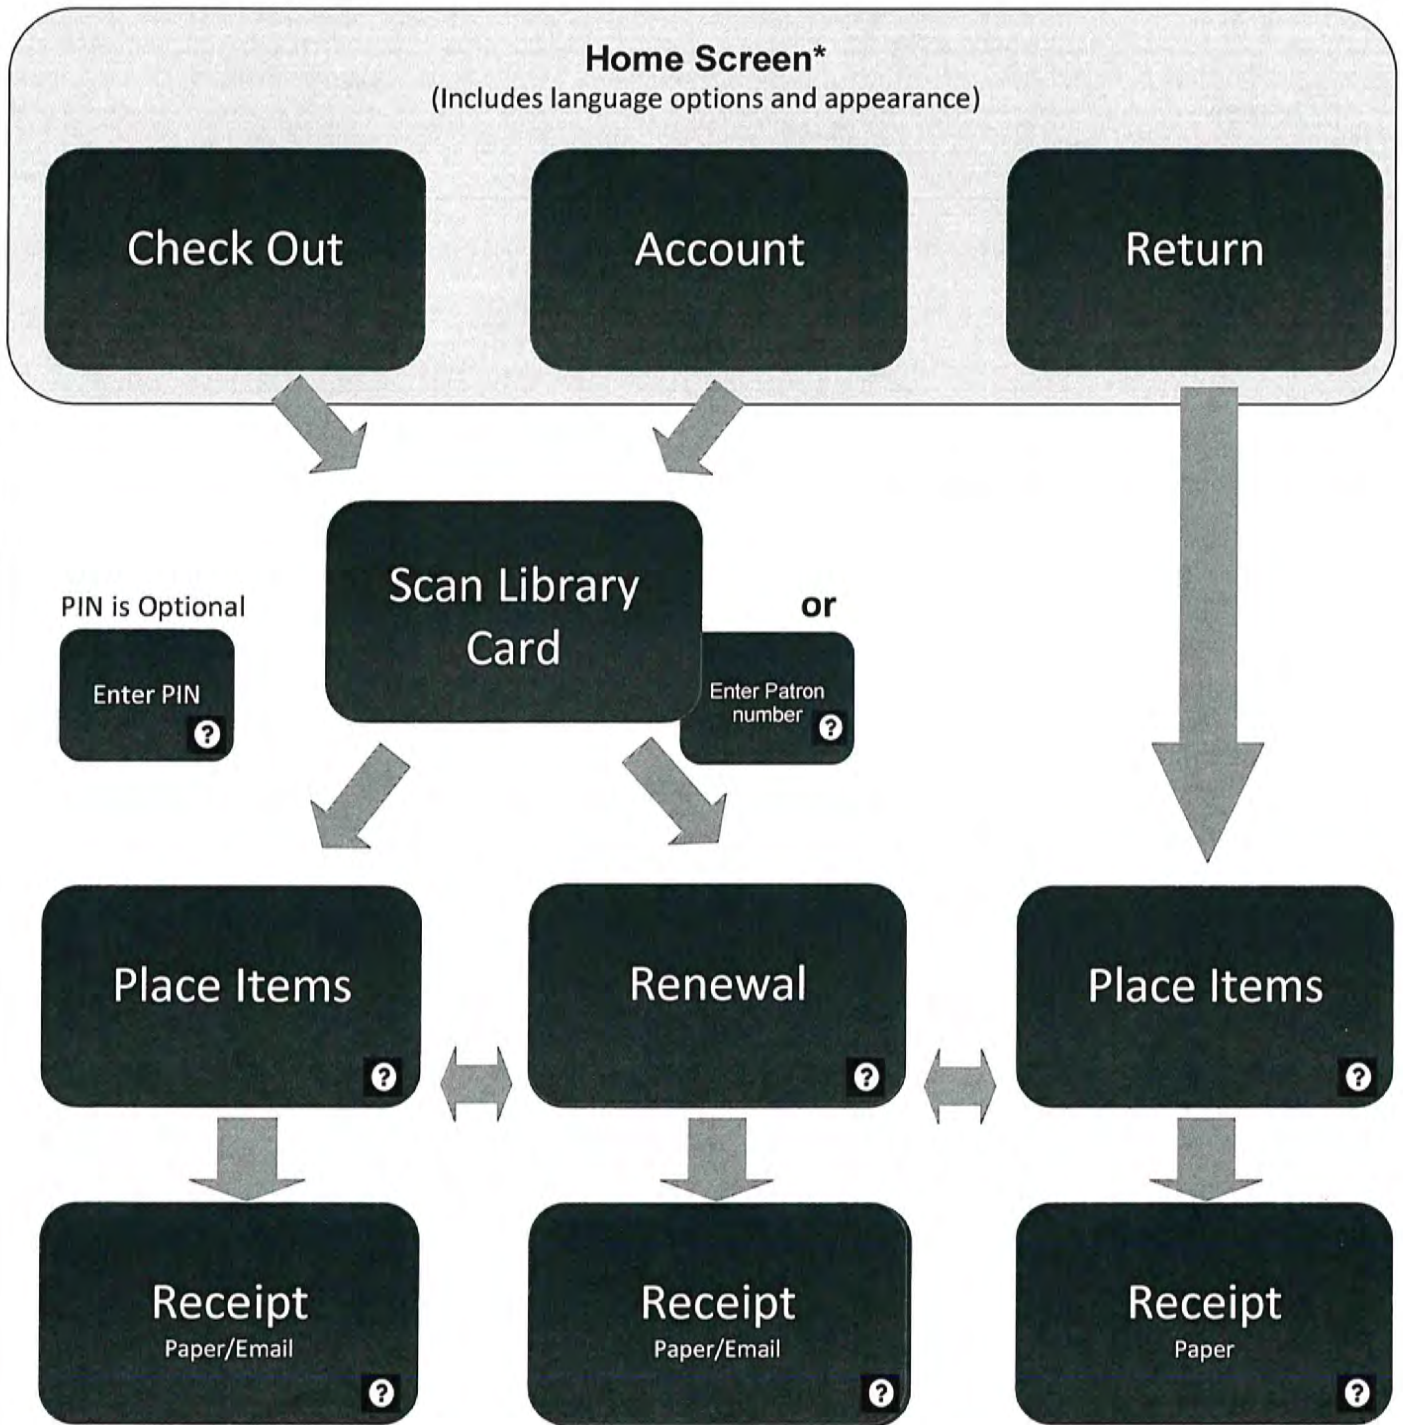 Home Screen*
(Includes language options and appearance)
Check Out
Account
Return
Scan Library
Card
PIN is Optional
Enter PIN
?
or
Enter Patron
number
?
Place Items
?
Renewal
?
Place Items
?
Receipt
Paper/Email
?
Receipt
Paper/Email
?
Receipt
Paper
?